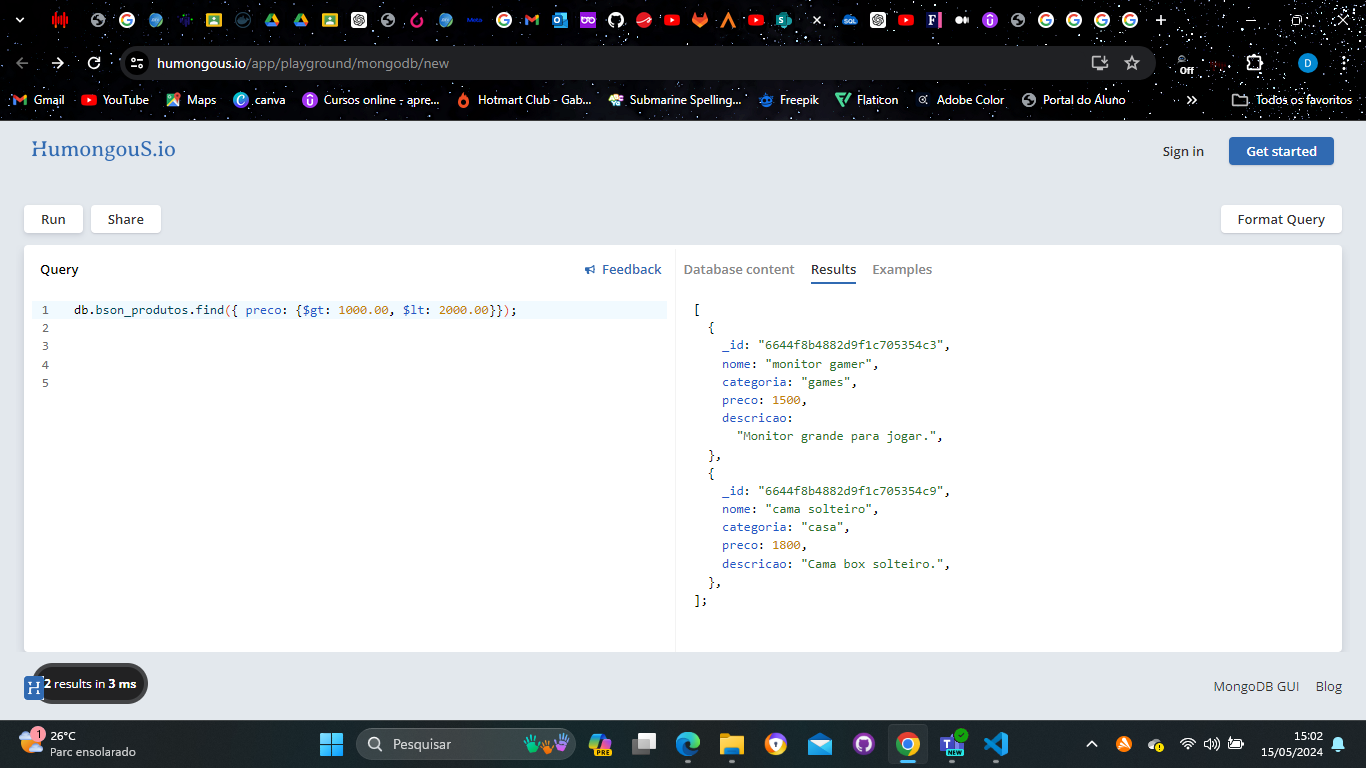 humongous.io/app/playground/mongodb/new
Off
D
Gmail
YouTube
Maps
canva
Cursos online - apre...
Hotmart Club - Gab...
Submarine Spelling...
Freepik
Flaticon
Adobe Color
Portal do Aluno
»
Todos os favoritos
HumongouS.io
Sign in
Get started
Run
Share
Format Query
Query
Feedback
Database content
Results
Examples
1 db.bson_produtos.find({ preco: {$gt: 1000.00, $lt: 2000.00}});
2
3
4
5
[
{
_id: "6644f8b4882d9f1c705354c3",
nome: "monitor gamer",
categoria: "games",
preco: 1500,
descricao:
"Monitor grande para jogar.",
},
{
_id: "6644f8b4882d9f1c705354c9",
nome: "cama solteiro",
categoria: "casa",
preco: 1800,
descricao: "Cama box solteiro.",
},
];
H
2 results in 3 ms
MongoDB GUI
Blog
1
26°C
Parc ensolarado
Pesquisar
PRE
NEW
15:02
15/05/2024